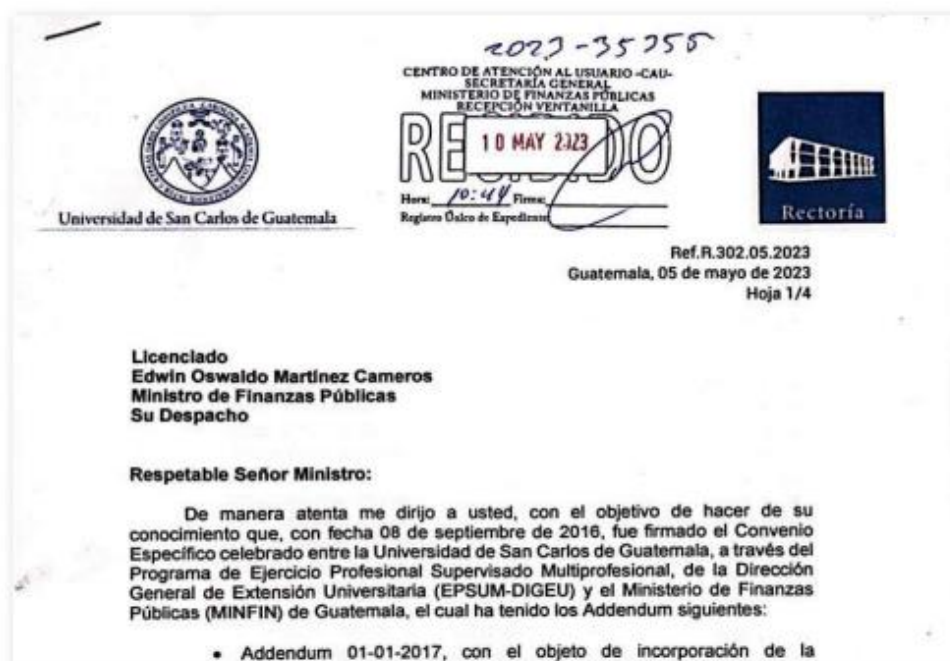 2023-35355
CENTRO DE ATENCIÓN AL USUARIO -CAU-
SECRETARÍA GENERAL
MINISTERIO DE FINANZAS PÚBLICAS
RECEPCIÓN VENTANILLA
RECIBIDO
10 MAY 2023
Hora: 10:44 Firma:
Registro Único de Expediente
Universidad de San Carlos de Guatemala
Rectoría
Ref.R.302.05.2023
Guatemala, 05 de mayo de 2023
Hoja 1/4
Licenciado
Edwin Oswaldo Martínez Cameros
Ministro de Finanzas Públicas
Su Despacho
Respetable Señor Ministro:
De manera atenta me dirijo a usted, con el objetivo de hacer de su
conocimiento que, con fecha 08 de septiembre de 2016, fue firmado el Convenio
Específico celebrado entre la Universidad de San Carlos de Guatemala, a través del
Programa de Ejercicio Profesional Supervisado Multiprofesional, de la Dirección
General de Extensión Universitaria (EPSUM-DIGEU) y el Ministerio de Finanzas
Públicas (MINFIN) de Guatemala, el cual ha tenido los Addendum siguientes:
• Addendum 01-01-2017, con el objeto de incorporación de la